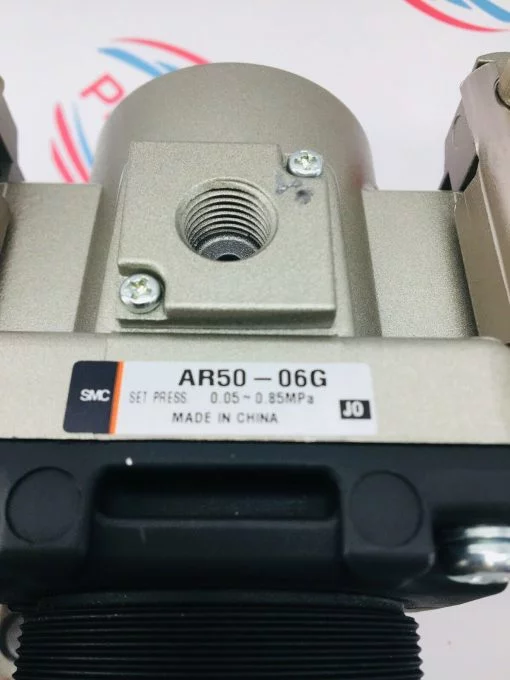 SMC
AR50-06G
SET PRESS. 0.05~0.85MPa
MADE IN CHINA
JO